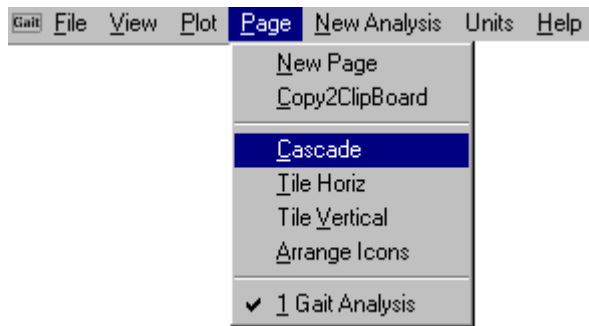 Gait File View Plot Page New Analysis Units Help
New Page
Copy2ClipBoard
Cascade
Tile Horiz
Tile Vertical
Arrange Icons
✔ 1 Gait Analysis